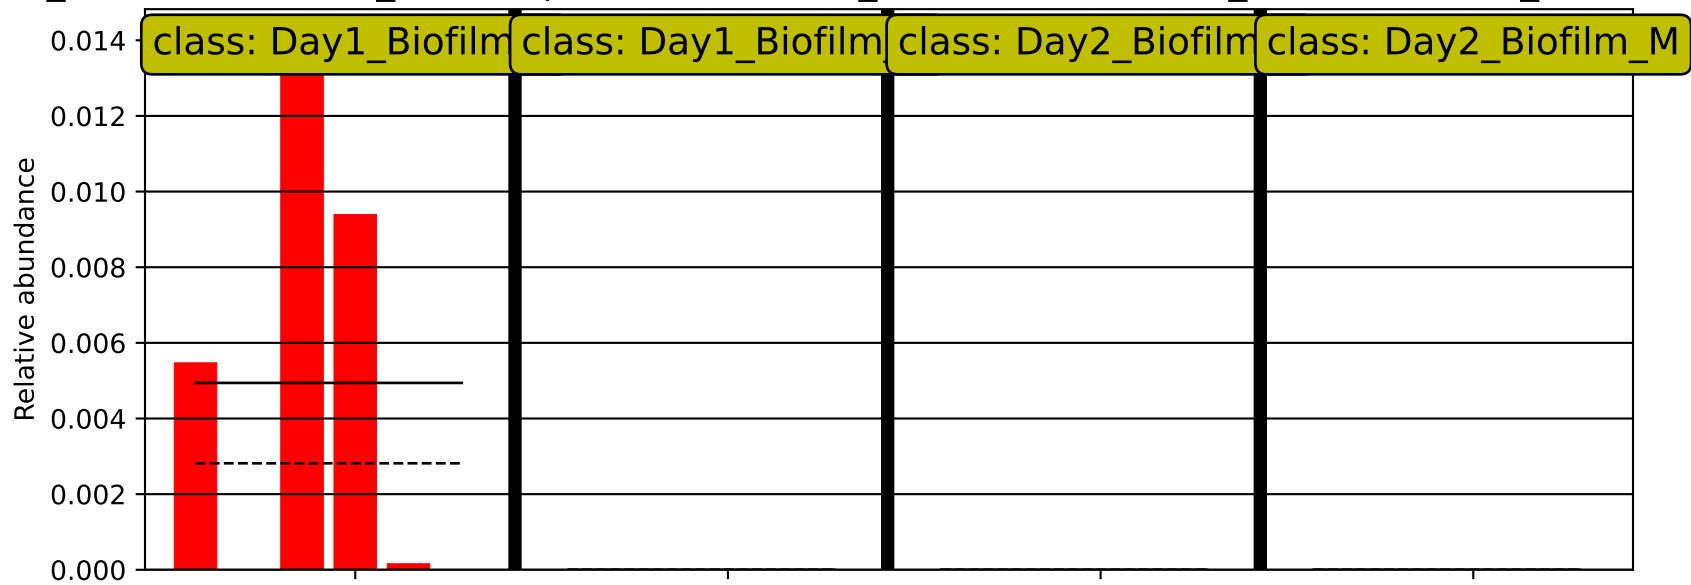 0.014
class: Day1_Biofilm
class: Day1_Biofilm
class: Day2_Biofilm
class: Day2_Biofilm_M
0.012
0.010
0.008
0.006
0.004
0.002
0.000
Relative abundance